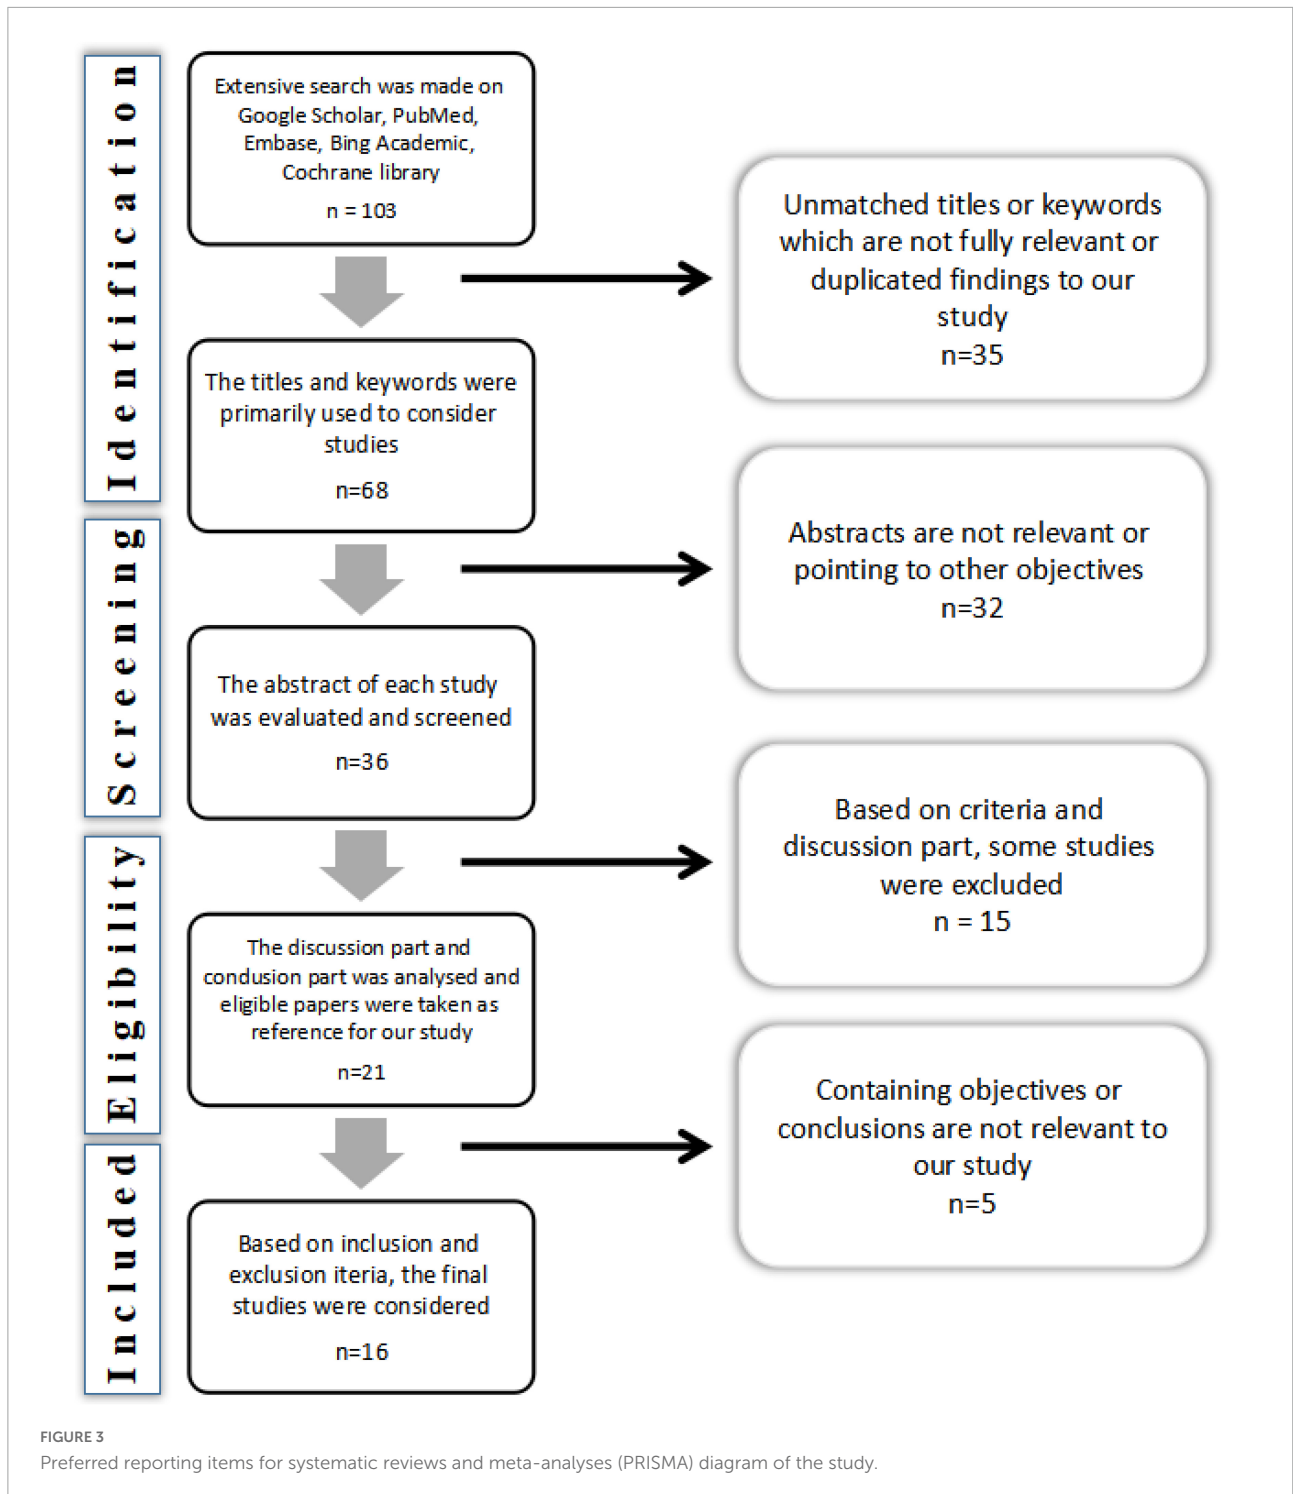 Identification
Extensive search was made on
Google Scholar, PubMed,
Embase, Bing Academic,
Cochrane library
n = 103
Unmatched titles or keywords
which are not fully relevant or
duplicated findings to our
study
n=35
The titles and keywords were
primarily used to consider
studies
n=68
Screening
Abstracts are not relevant or
pointing to other objectives
n=32
The abstract of each study
was evaluated and screened
n=36
Eligibility
Based on criteria and
discussion part, some studies
were excluded
n = 15
The discussion part and
condusion part was analysed and
eligible papers were taken as
reference for our study
n=21
Included
Containing objectives or
conclusions are not relevant to
our study
n=5
Based on inclusion and
exclusion iteria, the final
studies were considered
n=16
FIGURE 3
Preferred reporting items for systematic reviews and meta-analyses (PRISMA) diagram of the study.